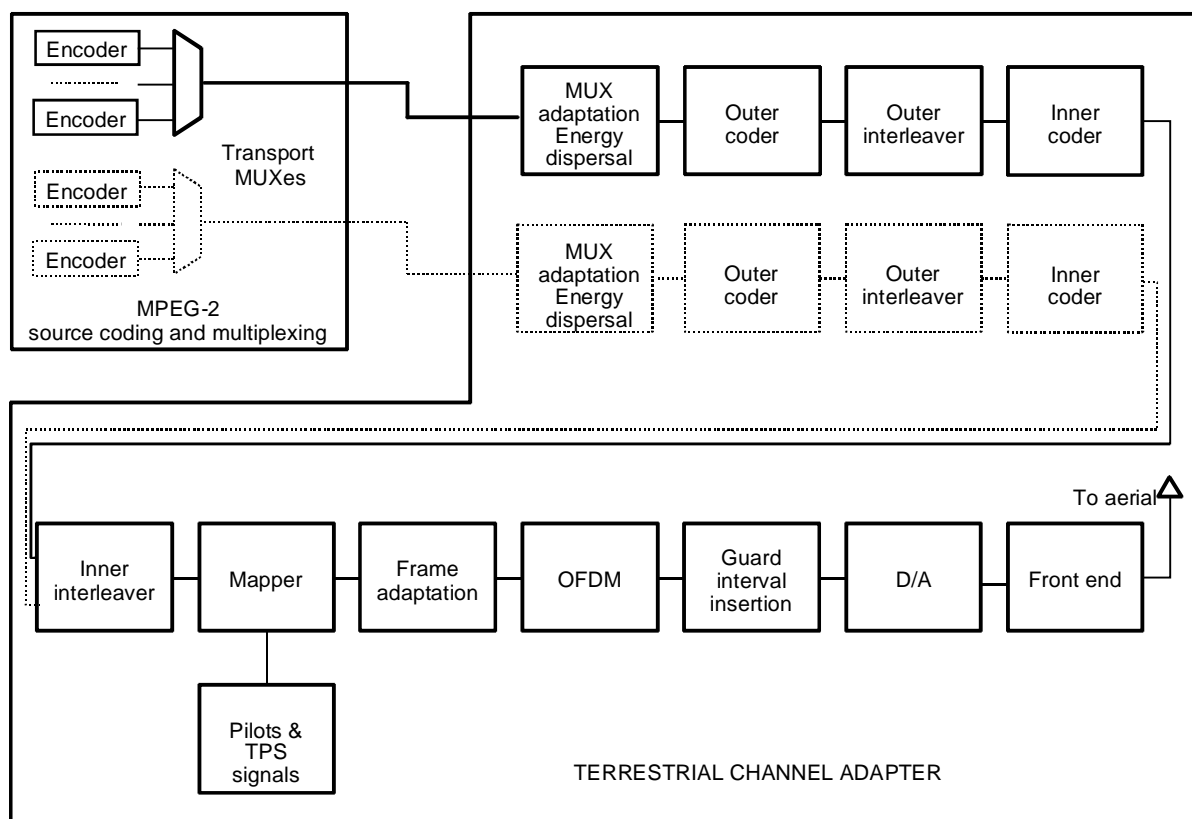 Encoder
Encoder
Transport
MUXes
Encoder
Encoder
MPEG-2
source coding and multiplexing
MUX
adaptation
Energy
dispersal
Outer
coder
Outer
interleaver
Inner
coder
MUX
adaptation
Energy
dispersal
Outer
coder
Outer
interleaver
Inner
coder
To aerial
Inner
interleaver
Mapper
Frame
adaptation
OFDM
Guard
interval
insertion
D/A
Front end
Pilots &
TPS
signals
TERRESTRIAL CHANNEL ADAPTER